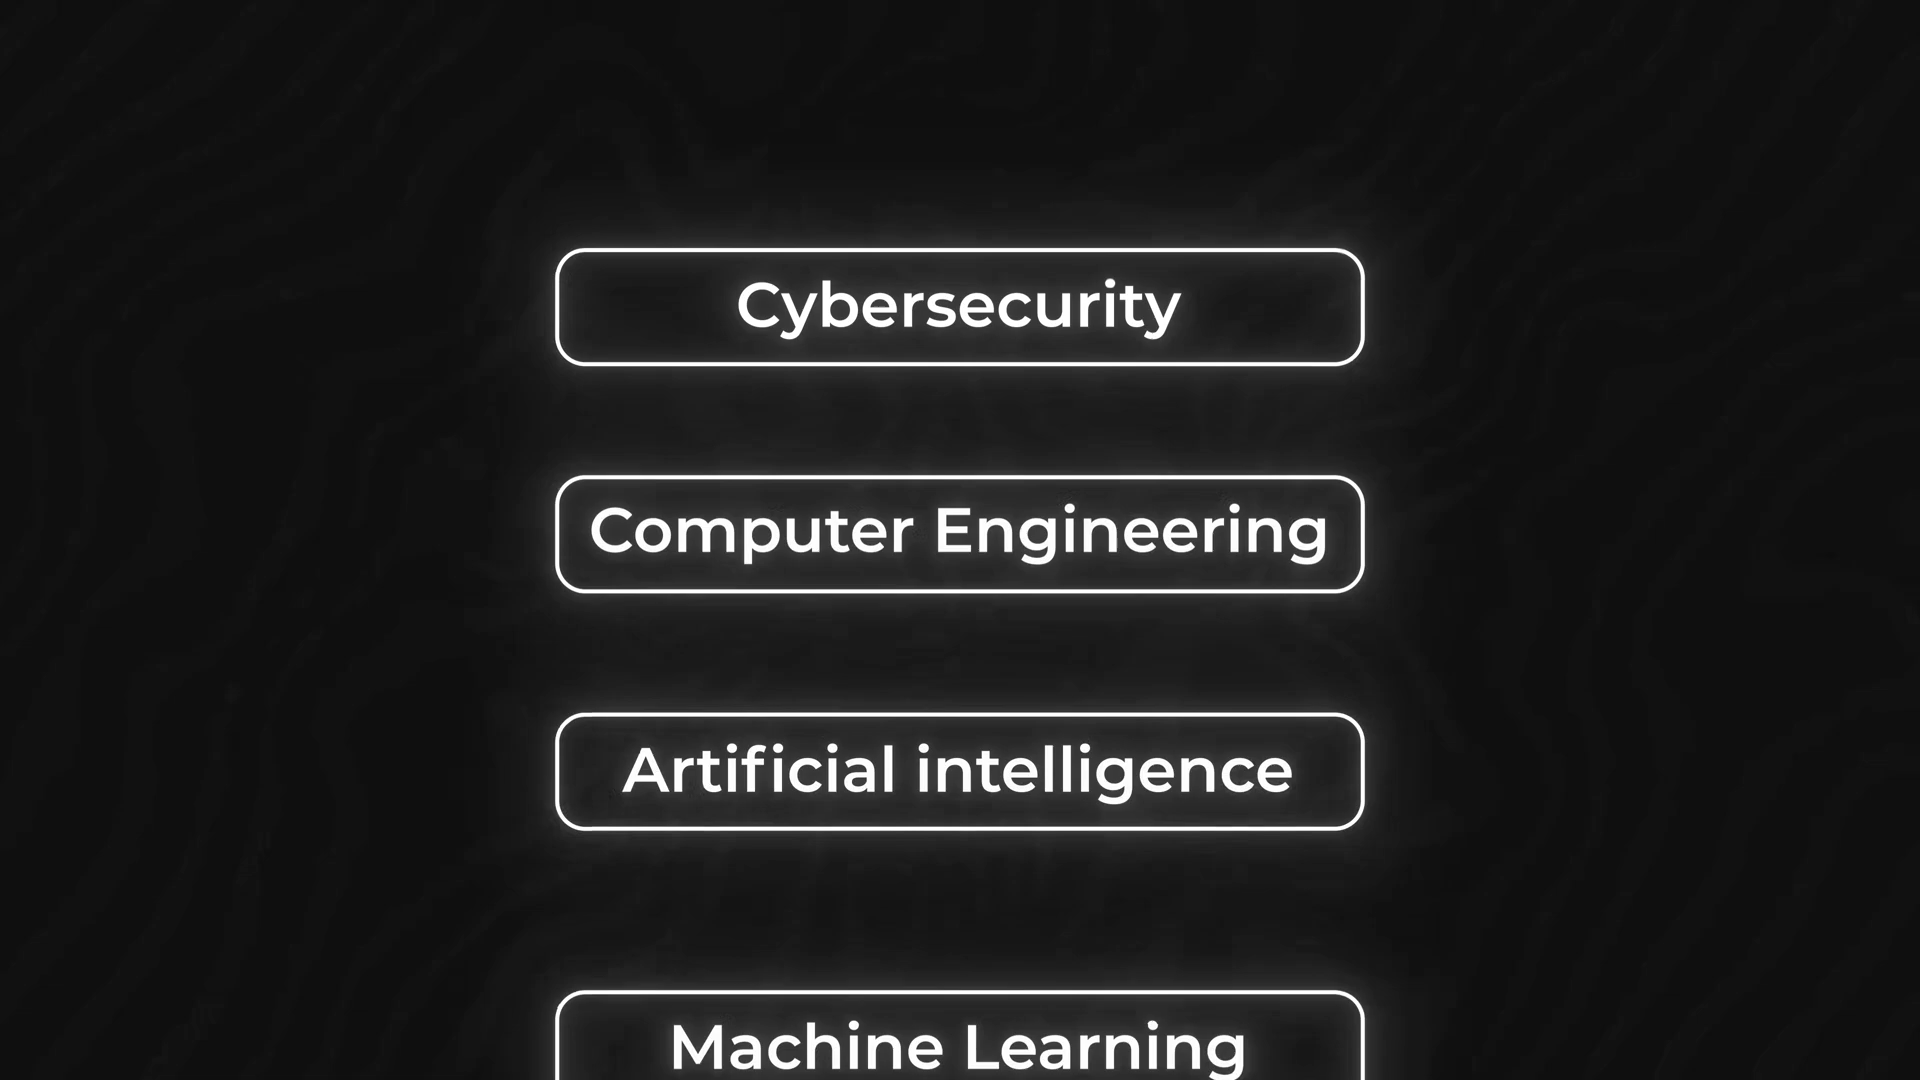 Cybersecurity
Computer Engineering
Artificial intelligence
Machine Learning